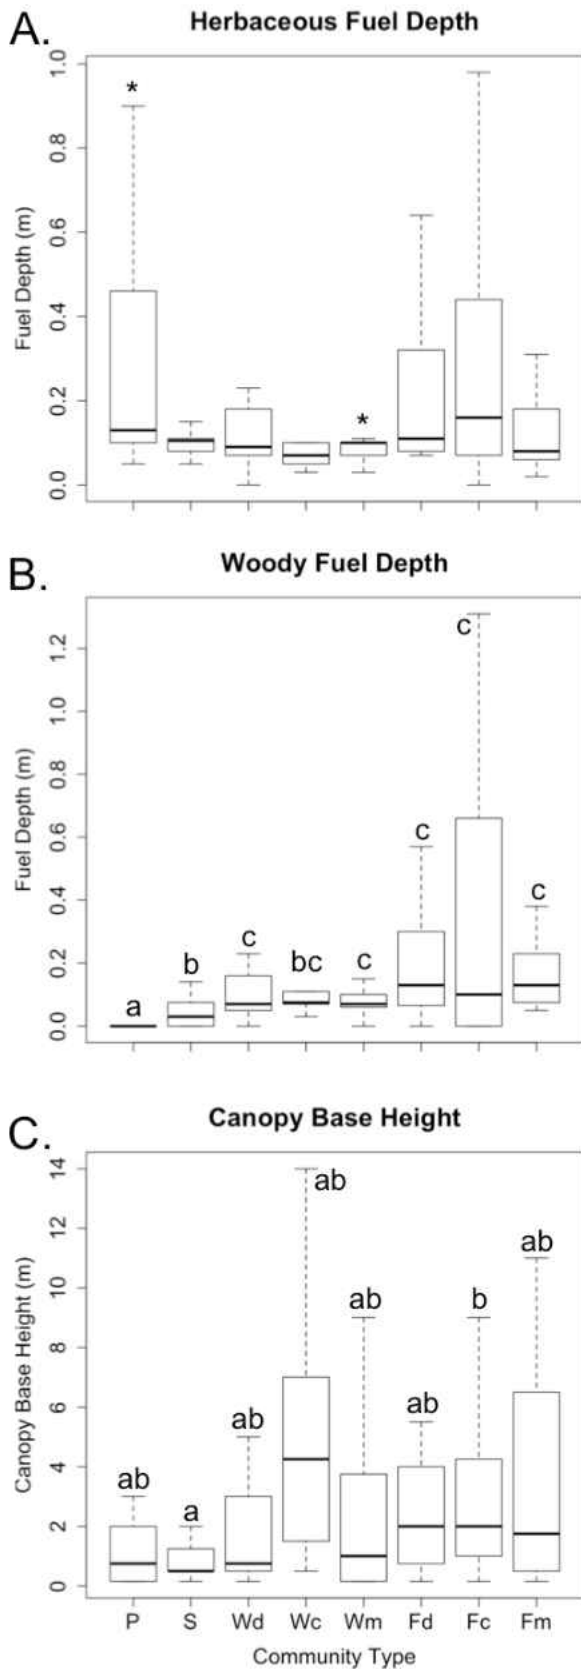 A.
Herbaceous Fuel Depth
Fuel Depth (m)
1.0
0.8
0.6
0.4
0.2
0.0
*
*
B.
Woody Fuel Depth
Fuel Depth (m)
1.2
1.0
0.8
0.6
0.4
0.2
0.0
a
b
c
bc
c
c
c
c
C.
Canopy Base Height
Canopy Base Height (m)
14
12
10
8
6
4
2
0
ab
a
ab
ab
ab
ab
b
ab
P S Wd Wc Wm Fd Fc Fm
Community Type